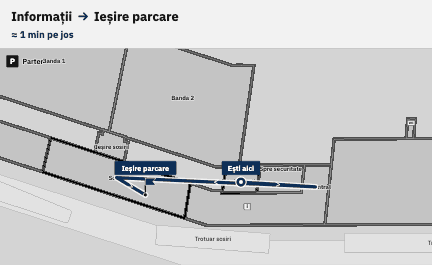 Informații → Ieșire parcare
≈ 1 min pe jos
P Parter
Banda 1
Banda 2
Ieșire sosiri
Ieșire parcare
Ești aici
Spre securitate
Trotuar sosiri